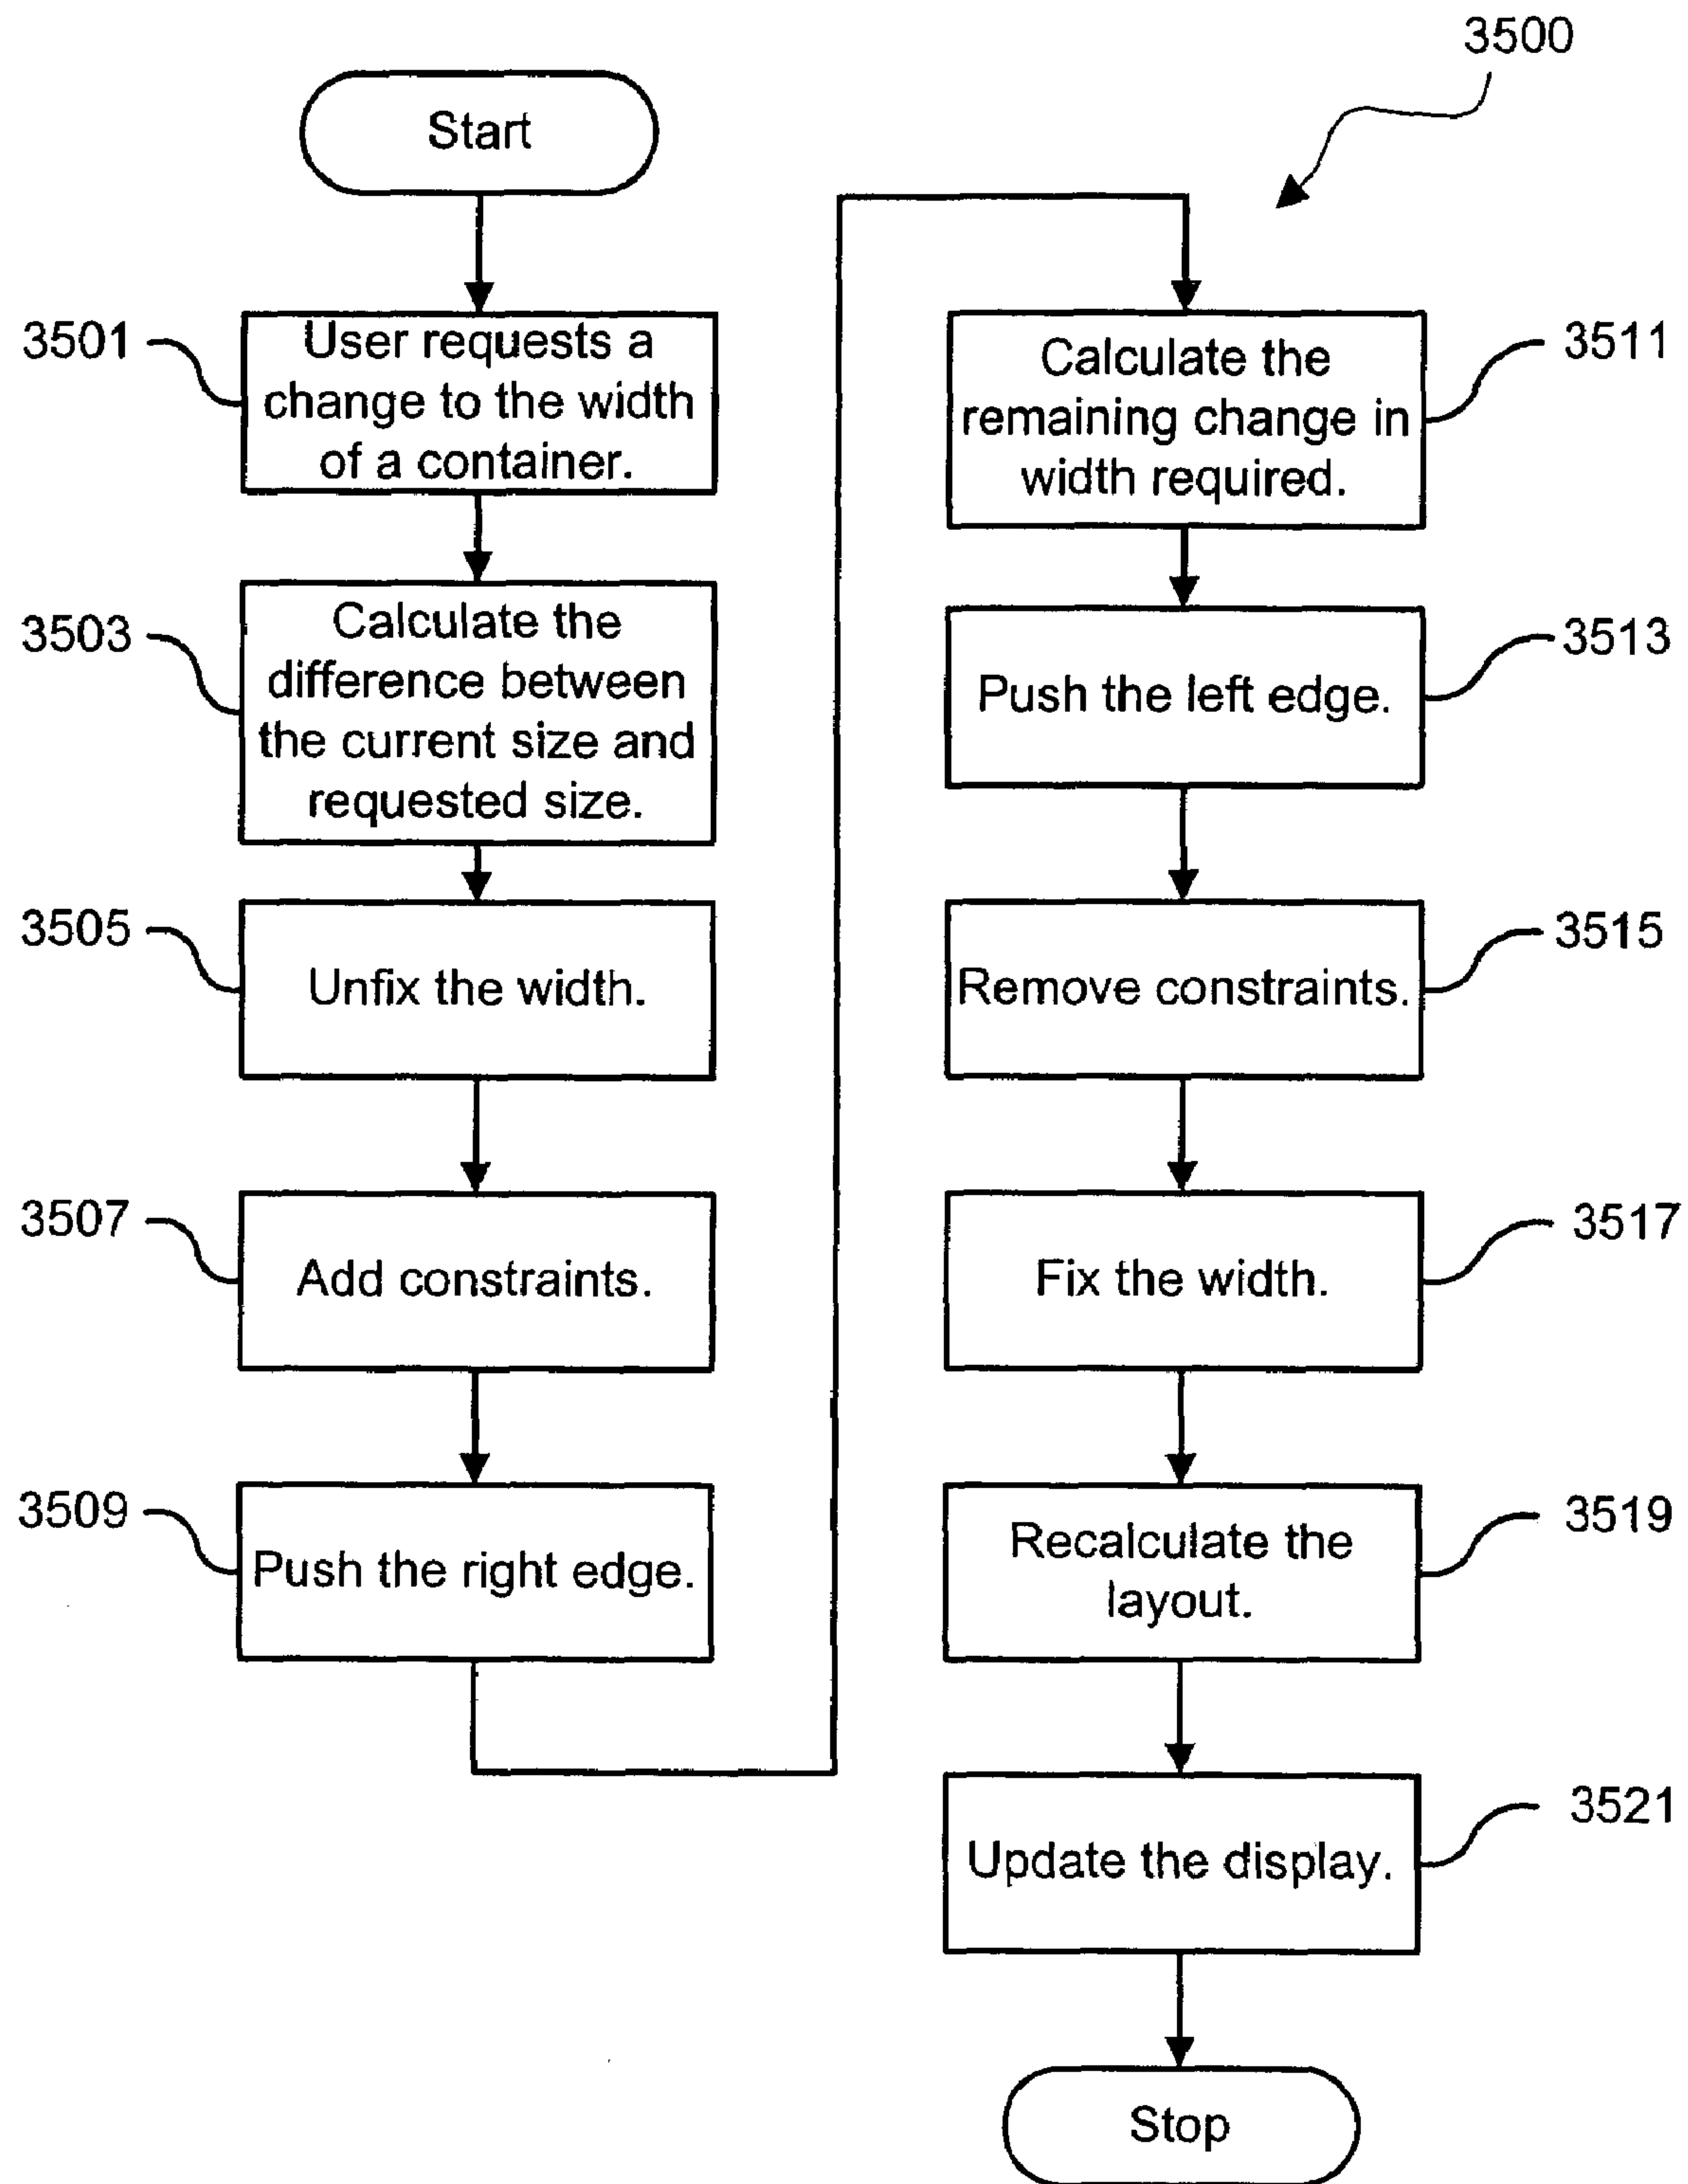 3500
Start
3501
User requests a
change to the width
of a container.
3503
Calculate the
difference between
the current size and
requested size.
3505
Unfix the width.
3507
Add constraints.
3509
Push the right edge.
3511
Calculate the
remaining change in
width required.
3513
Push the left edge.
3515
Remove constraints.
3517
Fix the width.
3519
Recalculate the
layout.
3521
Update the display.
Stop